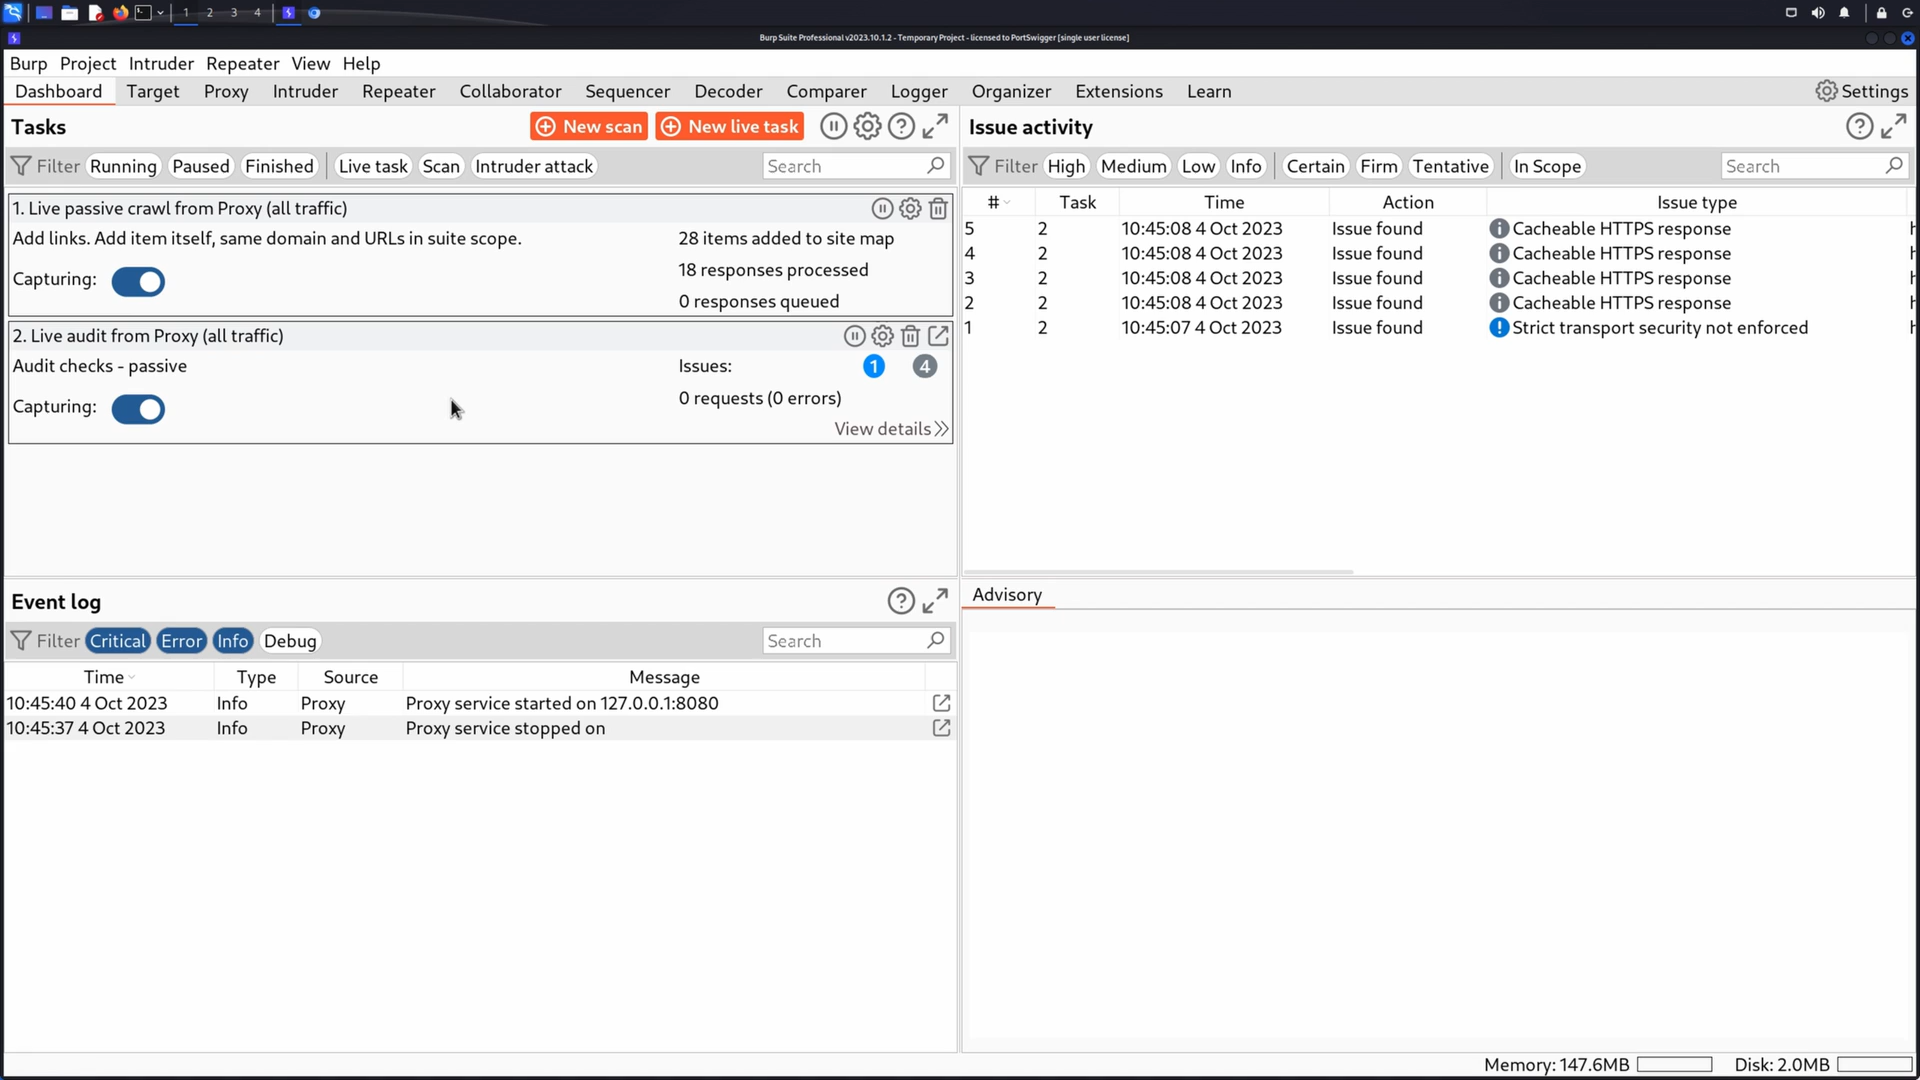 1 2 3 4
Burp Suite Professional v2023.10.1.2 - Temporary Project - licensed to PortSwigger [single user license]
Burp Project Intruder Repeater View Help
Dashboard Target Proxy Intruder Repeater Collaborator Sequencer Decoder Comparer Logger Organizer Extensions Learn Settings
Tasks New scan New live task
Filter Running Paused Finished Live task Scan Intruder attack Search
1. Live passive crawl from Proxy (all traffic)
Add links. Add item itself, same domain and URLs in suite scope. 28 items added to site map
Capturing: 18 responses processed
0 responses queued
2. Live audit from Proxy (all traffic)
Audit checks - passive Issues: 1 4
Capturing: 0 requests (0 errors)
View details
Issue activity
Filter High Medium Low Info Certain Firm Tentative In Scope Search
# Task Time Action Issue type
5 2 10:45:08 4 Oct 2023 Issue found Cacheable HTTPS response
4 2 10:45:08 4 Oct 2023 Issue found Cacheable HTTPS response
3 2 10:45:08 4 Oct 2023 Issue found Cacheable HTTPS response
2 2 10:45:08 4 Oct 2023 Issue found Cacheable HTTPS response
1 2 10:45:07 4 Oct 2023 Issue found Strict transport security not enforced
Event log
Filter Critical Error Info Debug Search
Time Type Source Message
10:45:40 4 Oct 2023 Info Proxy Proxy service started on 127.0.0.1:8080
10:45:37 4 Oct 2023 Info Proxy Proxy service stopped on
Advisory
Memory: 147.6MB Disk: 2.0MB